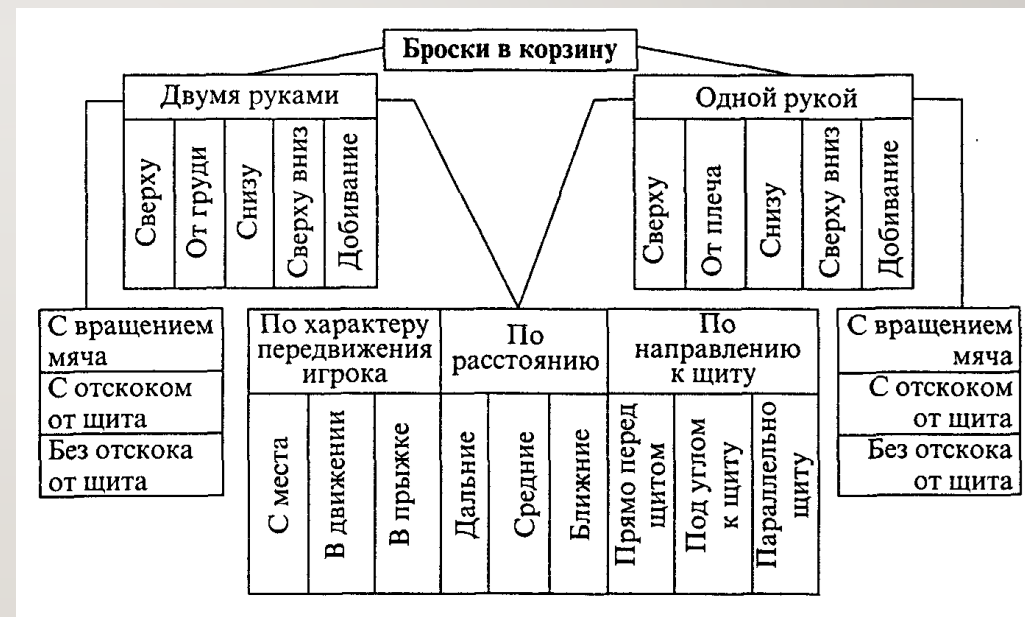 Броски в корзину
Двумя руками
Сверху
От груди
Снизу
Сверху вниз
Добивание
Одной рукой
Сверху
От плеча
Снизу
Сверху вниз
Добивание
С вращением
мяча
С отскоком
от щита
Без отскока
от щита
По характеру
передвижения
игрока
С места
В движении
В прыжке
По
расстоянию
Дальние
Средние
Ближние
По
направлению
к щиту
Прямо перед
щитом
Под углом
к щиту
Параллельно
щиту
С вращением
мяча
С отскоком
от щита
Без отскока
от щита